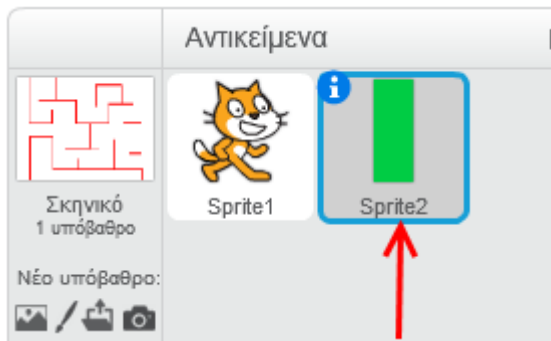 Αντικείμενα
Σκηνικό
1 υπόβαθρο
Sprite1
Sprite2
Νέο υπόβαθρο: